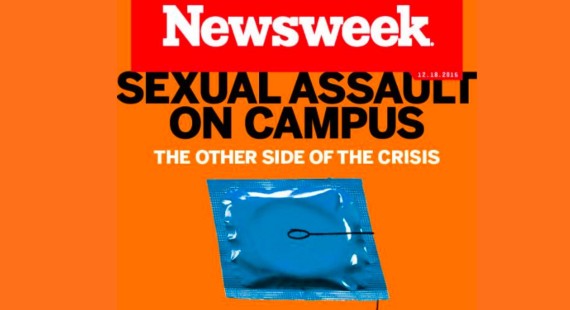 Newsweek
12.18.2015
SEXUAL ASSAULT
ON CAMPUS
THE OTHER SIDE OF THE CRISIS